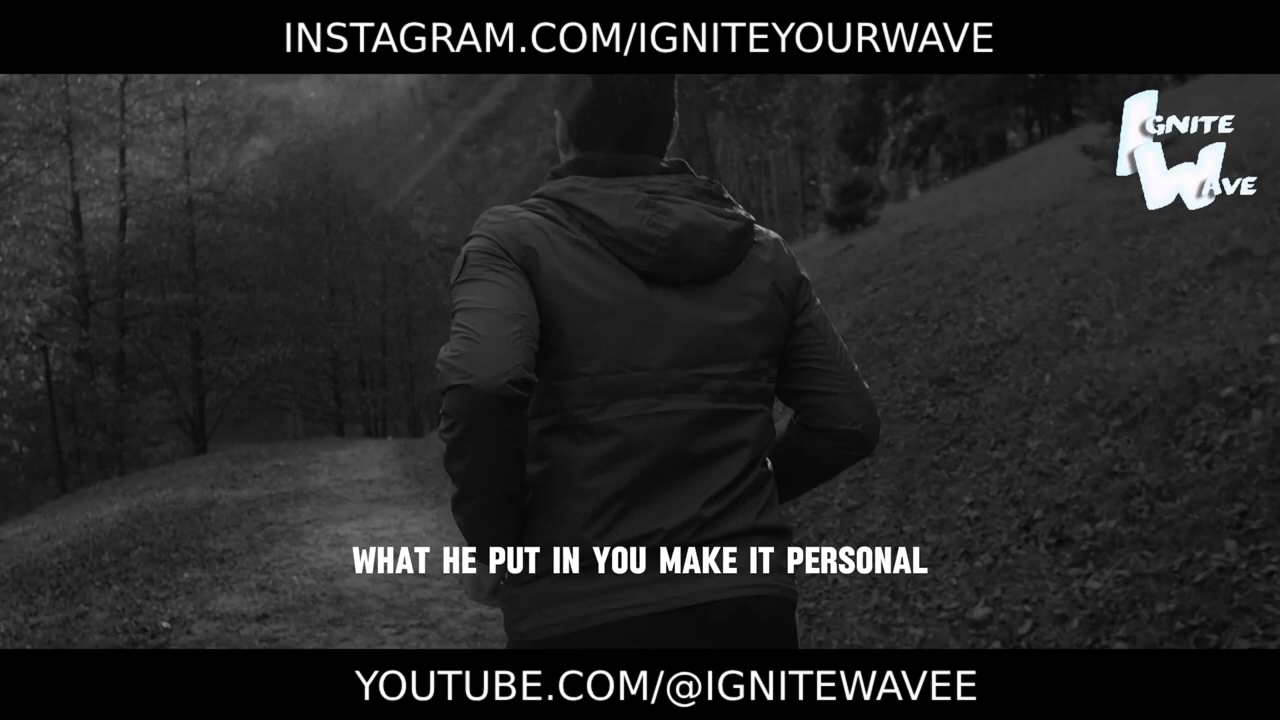 INSTAGRAM.COM/IGNITEYOURWAVE
IGNITE
WAVE
WHAT HE PUT IN YOU MAKE IT PERSONAL
YOUTUBE.COM/@IGNITEWAVEE